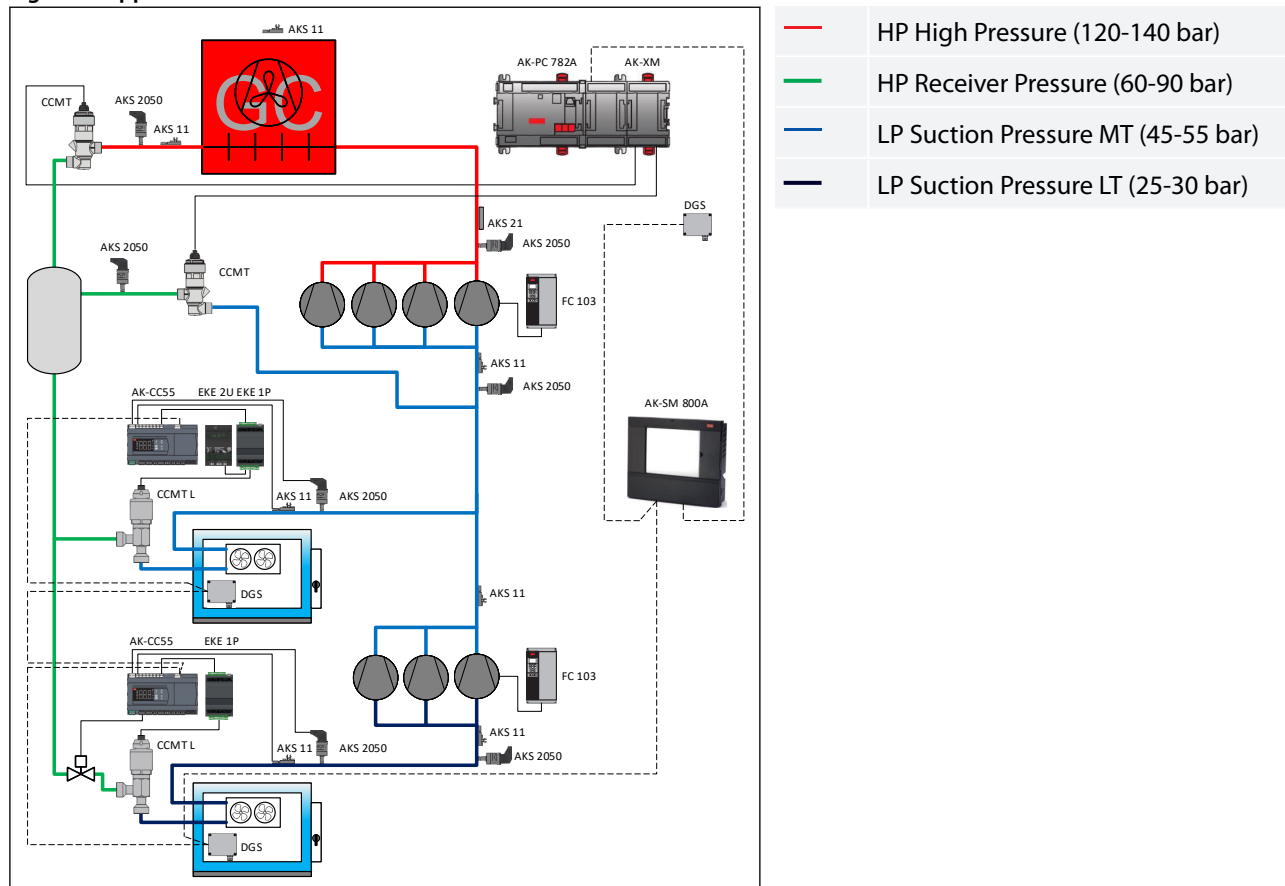 AKS 11
GC
AK-PC 782A
AK-XM
CCMT
AKS 2050
AKS 11
DGS
AKS 21
AKS 2050
AKS 2050
CCMT
FC 103
AKS 11
AKS 2050
AK-CC55
EKE 2U
EKE 1P
AK-SM 800A
CCMT L
AKS 11
AKS 2050
DGS
AKS 11
AK-CC55
EKE 1P
FC 103
CCMT L
AKS 11
AKS 2050
AKS 11
AKS 2050
DGS
HP High Pressure (120-140 bar)
HP Receiver Pressure (60-90 bar)
LP Suction Pressure MT (45-55 bar)
LP Suction Pressure LT (25-30 bar)